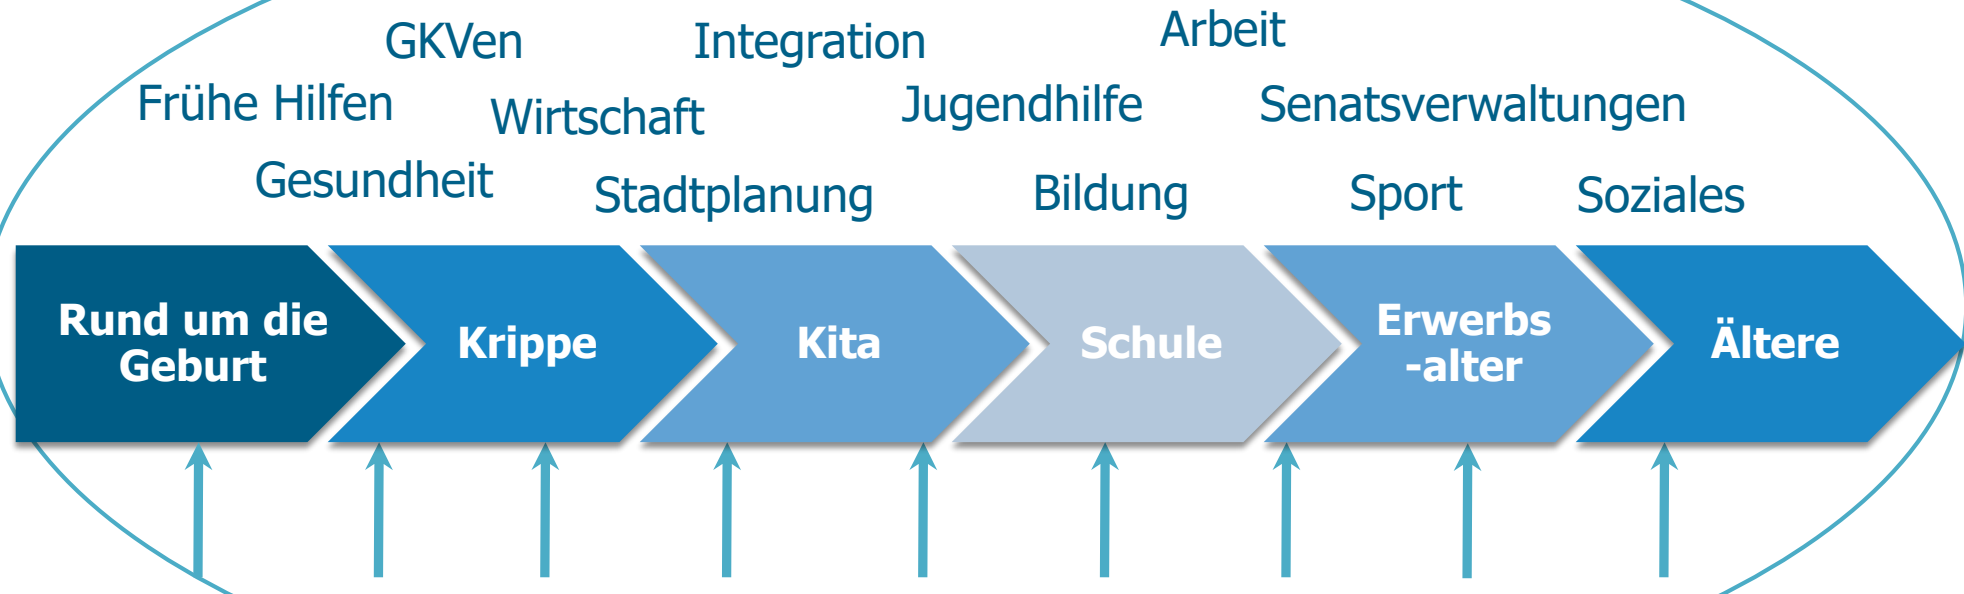 GKVen
Integration
Arbeit
Frühe Hilfen
Wirtschaft
Jugendhilfe
Senatsverwaltungen
Gesundheit
Stadtplanung
Bildung
Sport
Soziales
Rund um die
Geburt
Krippe
Kita
Schule
Erwerbs
-alter
Ältere